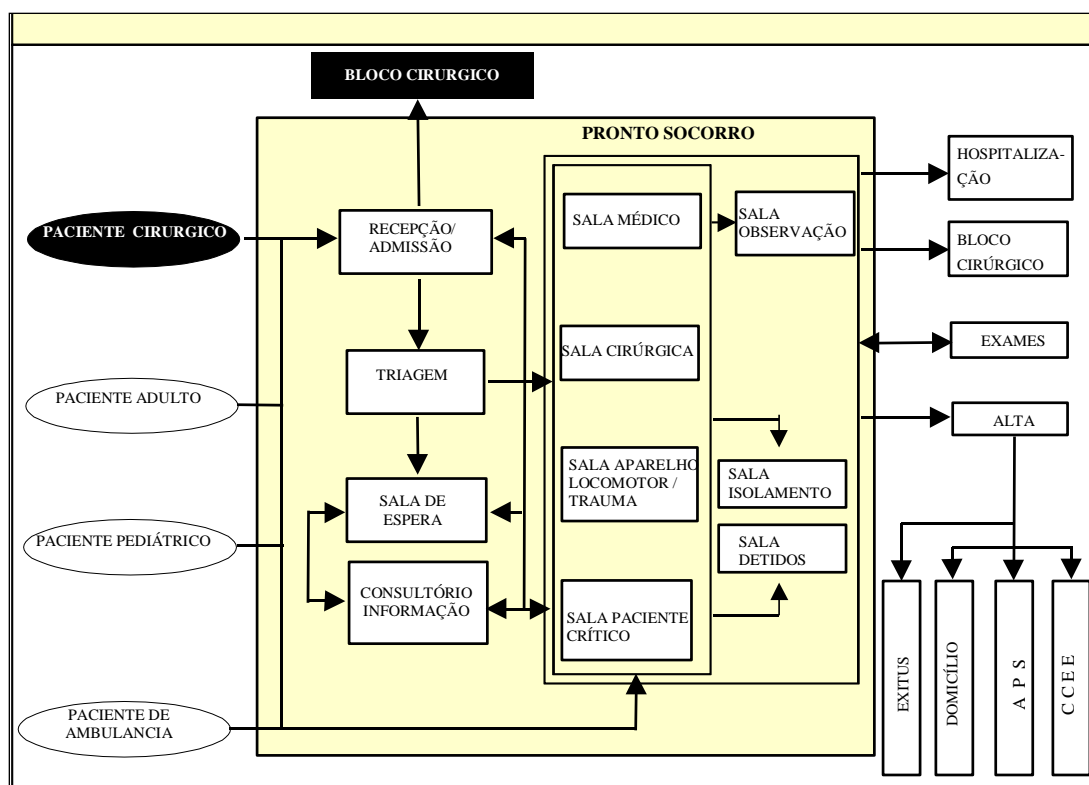 BLOCO CIRURGICO
PRONTO SOCORRO
PACIENTE CIRURGICO
PACIENTE ADULTO
PACIENTE PEDIÁTRICO
PACIENTE DE
AMBULANCIA
RECEPÇÃO/
ADMISSÃO
TRIAGEM
SALA DE
ESPERA
CONSULTÓRIO
INFORMAÇÃO
SALA MÉDICO
SALA CIRÚRGICA
SALA APARELHO
LOCOMOTOR /
TRAUMA
SALA PACIENTE
CRÍTICO
SALA
OBSERVAÇÃO
SALA
ISOLAMENTO
SALA
DETIDOS
HOSPITALIZA-
ÇÃO
BLOCO
CIRÚRGICO
EXAMES
ALTA
EXITUS
DOMICÍLIO
A P S
C C E E